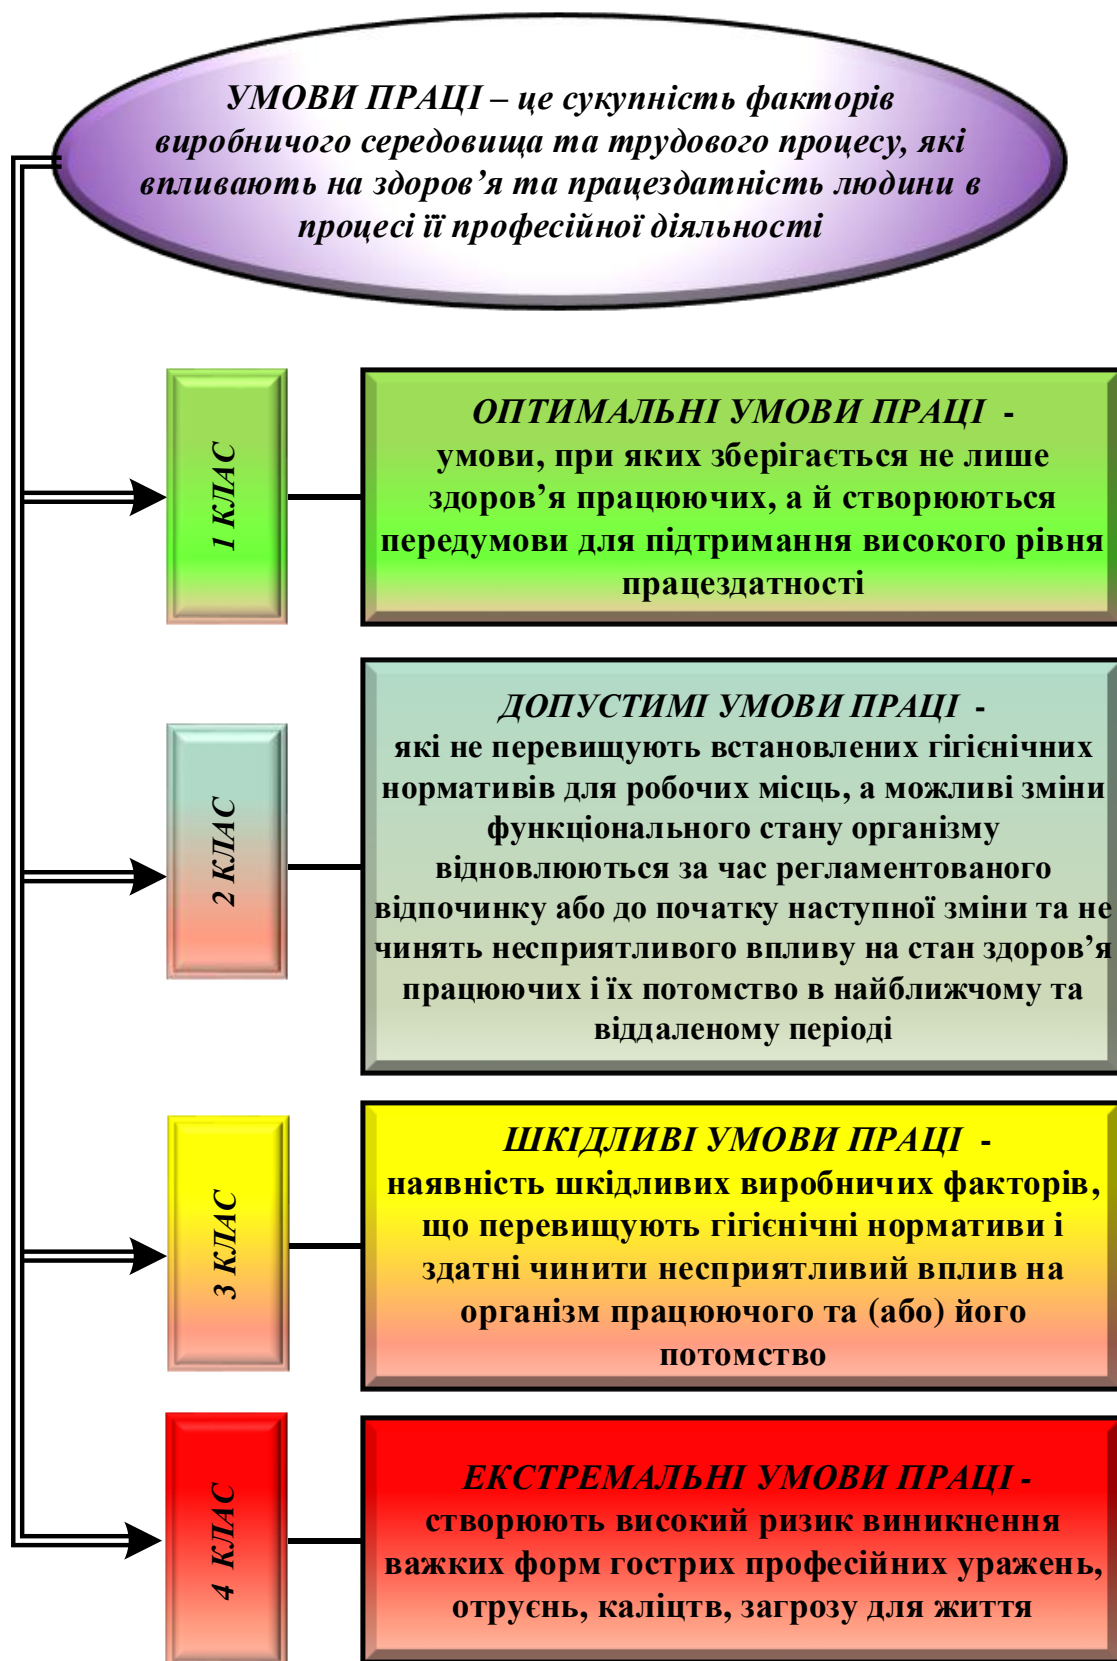 УМОВИ ПРАЦІ – це сукупність факторів
виробничого середовища та трудового процесу, які
впливають на здоров’я та працездатність людини в
процесі її професійної діяльності
1 КЛАС
ОПТИМАЛЬНІ УМОВИ ПРАЦІ -
умови, при яких зберігається не лише
здоров’я працюючих, а й створюються
передумови для підтримання високого рівня
працездатності
2 КЛАС
ДОПУСТИМІ УМОВИ ПРАЦІ -
які не перевищують встановлених гігієнічних
нормативів для робочих місць, а можливі зміни
функціонального стану організму
відновлюються за час регламентованого
відпочинку або до початку наступної зміни та не
чинять несприятливого впливу на стан здоров’я
працюючих і їх потомство в найближчому та
віддаленому періоді
3 КЛАС
ШКІДЛИВІ УМОВИ ПРАЦІ -
наявність шкідливих виробничих факторів,
що перевищують гігієнічні нормативи і
здатні чинити несприятливий вплив на
організм працюючого та (або) його
потомство
4 КЛАС
ЕКСТРЕМАЛЬНІ УМОВИ ПРАЦІ -
створюють високий ризик виникнення
важких форм гострих професійних уражень,
отруєнь, каліцтв, загрозу для життя